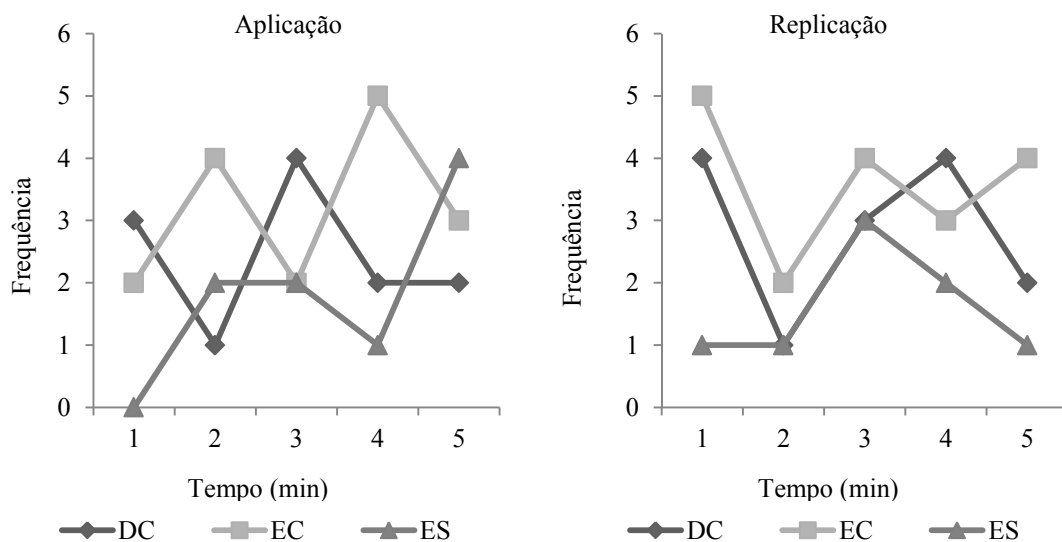 Aplicação
6
5
4
3
2
1
0
Frequência
1 2 3 4 5
Tempo (min)
DC EC ES
Replicação
6
5
4
3
2
1
0
Frequência
1 2 3 4 5
Tempo (min)
DC EC ES